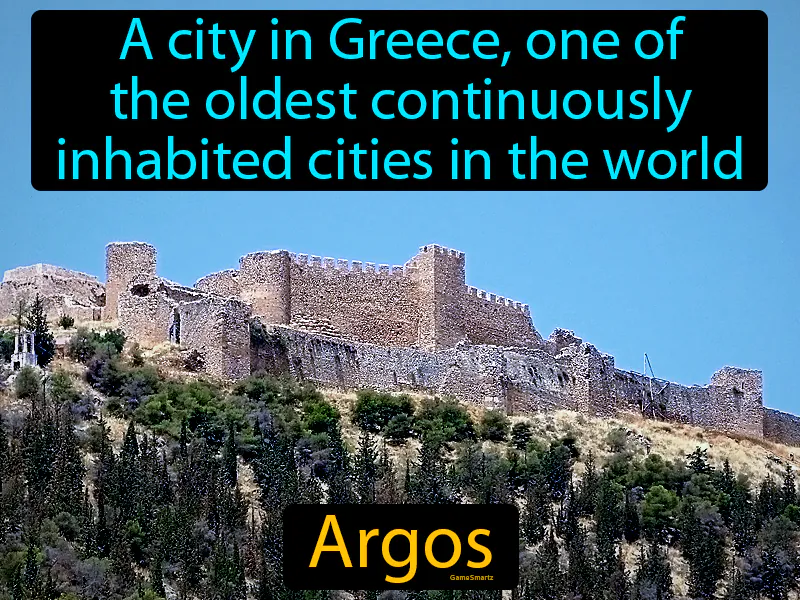 A city in Greece, one of
the oldest continuously
inhabited cities in the world
Argos
GameSmartz